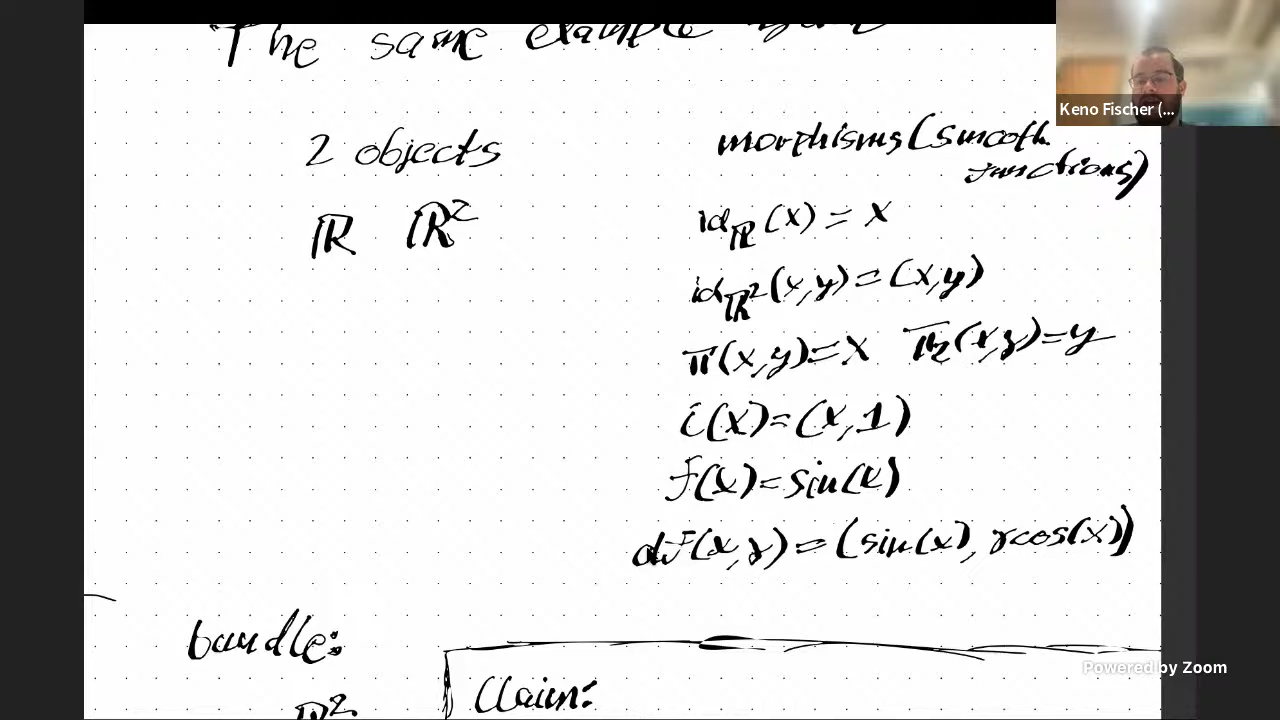 The same example
Keno Fischer (...
2 objects
morphisms (smooth
functions)
ℝ ℝ²
id_ℝ(x) = x
id_ℝ²(x,y) = (x,y)
π(x,y) = x π₂(x,y) = y
i(x) = (x,1)
f(x) = sin(x)
df(x,y) = (sin(x), ycos(x))
bundle:
Claim:
ℝ²
Powered by Zoom